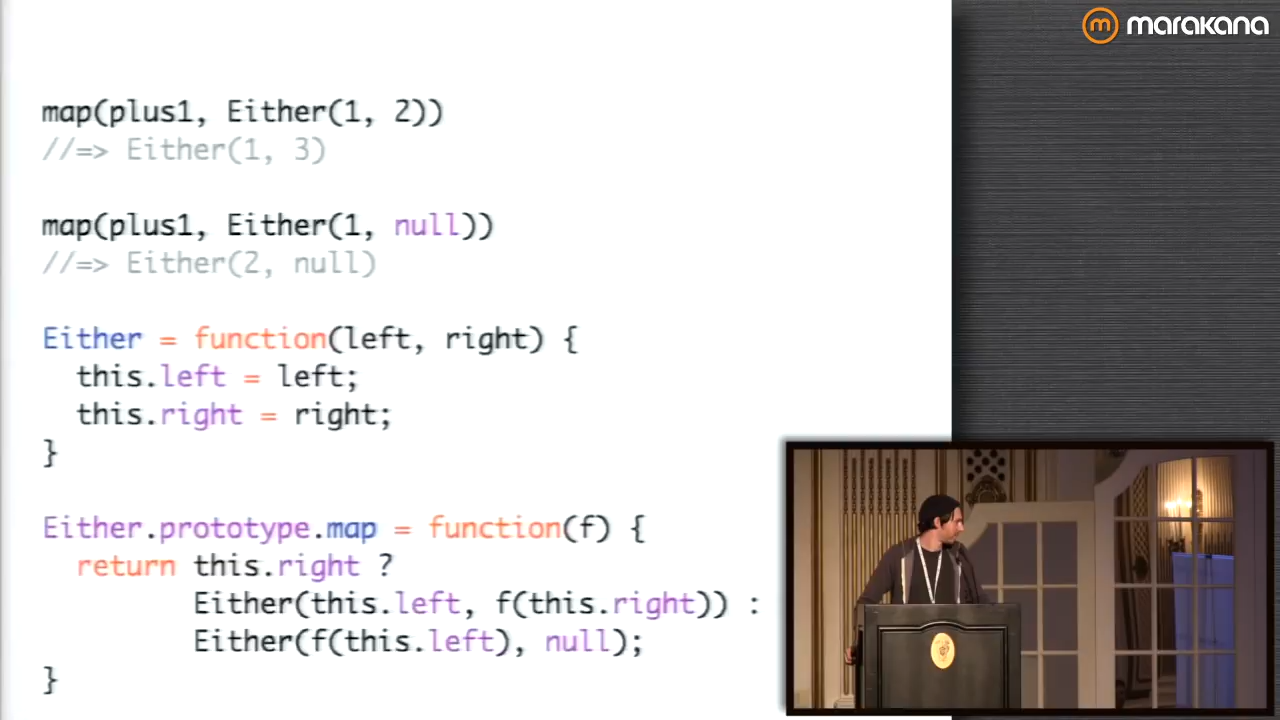 marakana
map(plus1, Either(1, 2))
//=> Either(1, 3)
map(plus1, Either(1, null))
//=> Either(2, null)
Either = function(left, right) {
this.left = left;
this.right = right;
}
Either.prototype.map = function(f) {
return this.right ?
Either(this.left, f(this.right)) :
Either(f(this.left), null);
}